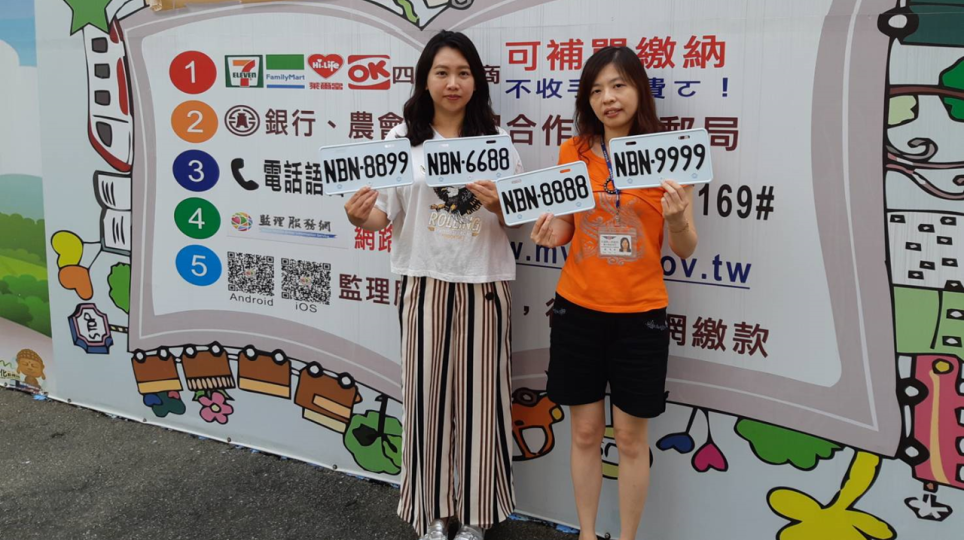 1 7 ELEVEN FamilyMart Hi-Life 萊爾富 OK 四 商 可補單繳納
不收手 費ㄛ！
2 銀行、農會 合作 郵局
3 電話語 169#
4 監理服務網 網路
ov.tw
5 Android iOS 監理 網繳款
NBN-8899
NBN-6688
NBN-8888
NBN-9999